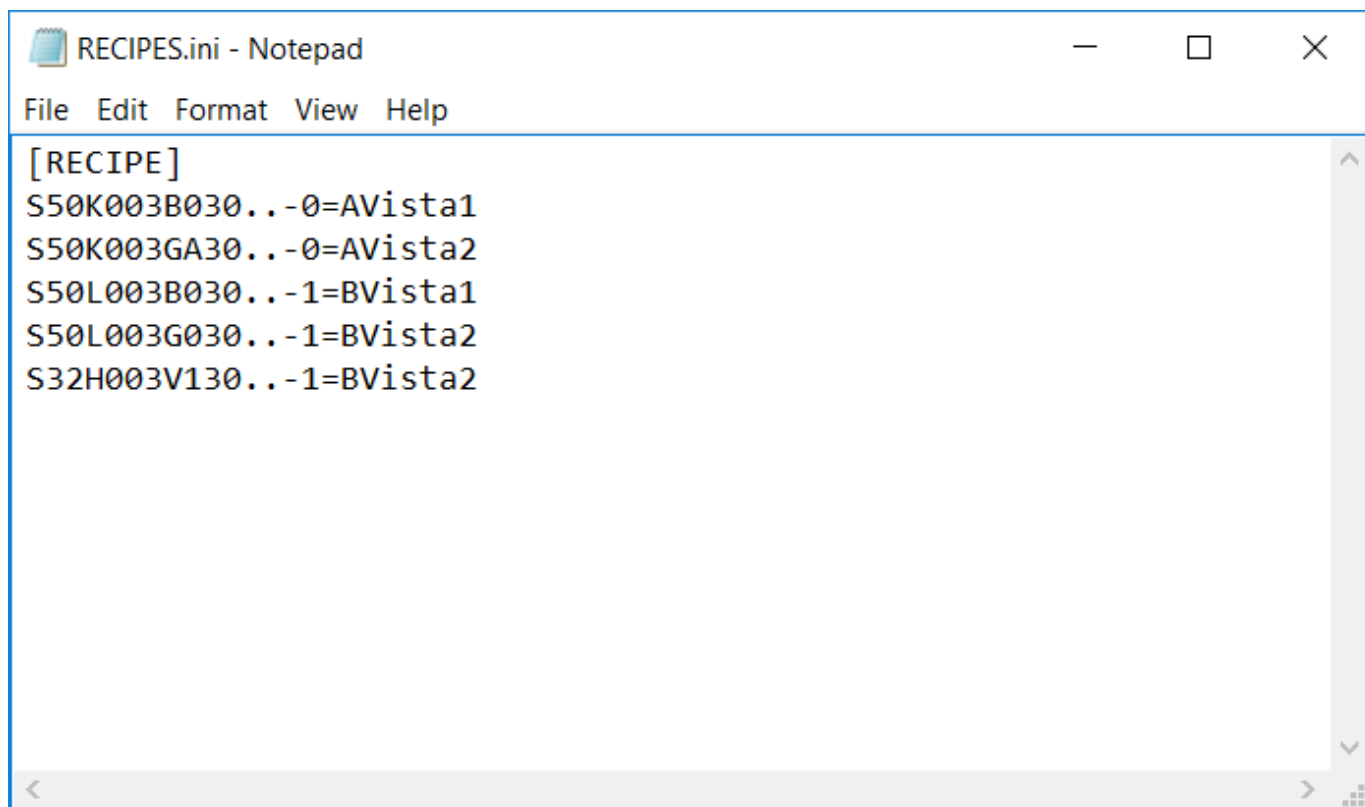 RECIPES.ini - Notepad
File Edit Format View Help
[RECIPE]
S50K003B030..-0=AVista1
S50K003GA30..-0=AVista2
S50L003B030..-1=BVista1
S50L003G030..-1=BVista2
S32H003V130..-1=BVista2